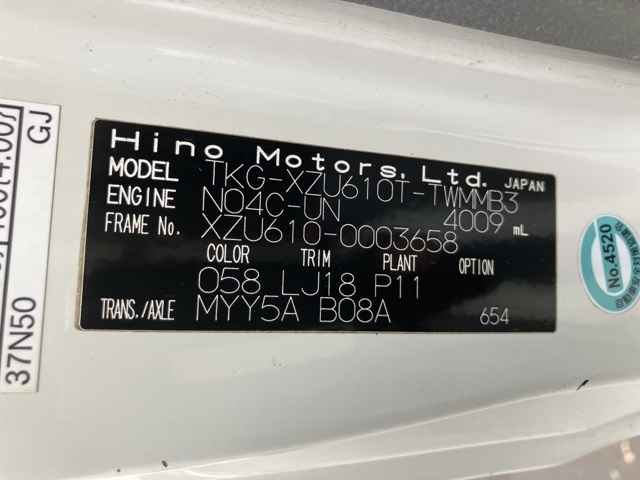 Hino Motors, Ltd. JAPAN
MODEL TKG-XZU610T-TWMMB3
ENGINE N04C-UN 4009 mL
FRAME No. XZU610-0003658
COLOR TRIM PLANT OPTION
058 LJ18 P11
TRANS./AXLE MYY5A B08A 654
37N50
GJ
No.4520